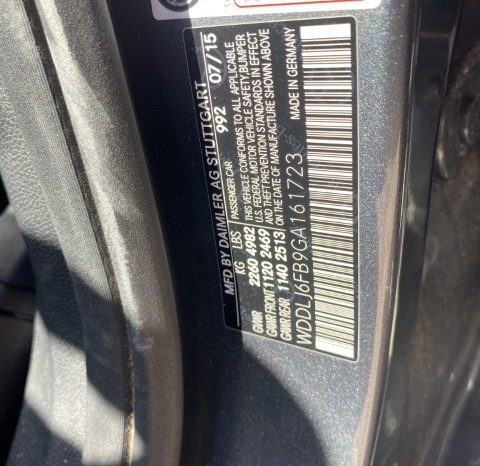 MFD BY DAIMLER AG STUTTGART
992 07/15
PASSENGER CAR
KG LBS
GVWR 2260 4982
GAWR FRONT 1120 2469
GAWR REAR 1140 2513
THIS VEHICLE CONFORMS TO ALL APPLICABLE
U.S. FEDERAL MOTOR VEHICLE SAFETY, BUMPER
AND THEFT PREVENTION STANDARDS IN EFFECT
ON THE DATE OF MANUFACTURE SHOWN ABOVE
WDDLJ6FB9GA161723
MADE IN GERMANY